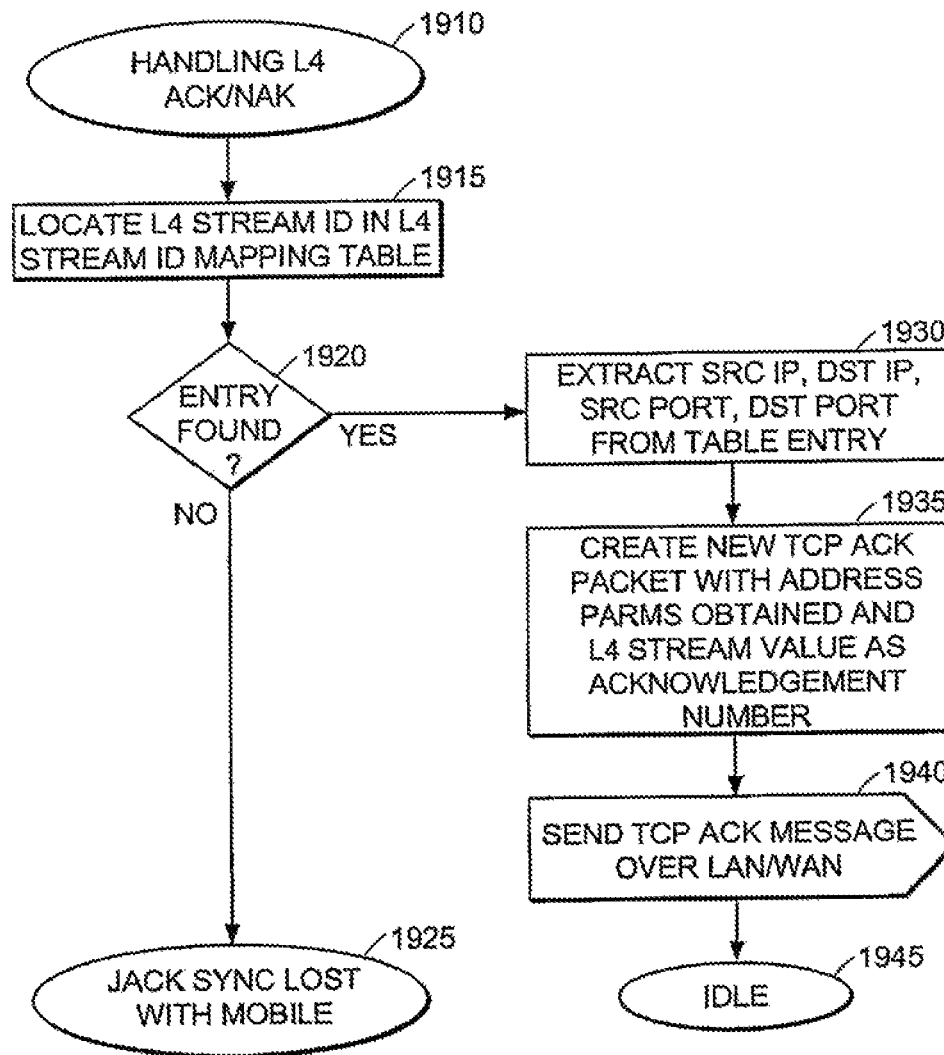 1910
HANDLING L4
ACK/NAK
1915
LOCATE L4 STREAM ID IN L4
STREAM ID MAPPING TABLE
1920
ENTRY
FOUND
?
YES
NO
1930
EXTRACT SRC IP, DST IP,
SRC PORT, DST PORT
FROM TABLE ENTRY
1935
CREATE NEW TCP ACK
PACKET WITH ADDRESS
PARMS OBTAINED AND
L4 STREAM VALUE AS
ACKNOWLEDGEMENT
NUMBER
1940
SEND TCP ACK MESSAGE
OVER LAN/WAN
1925
JACK SYNC LOST
WITH MOBILE
1945
IDLE